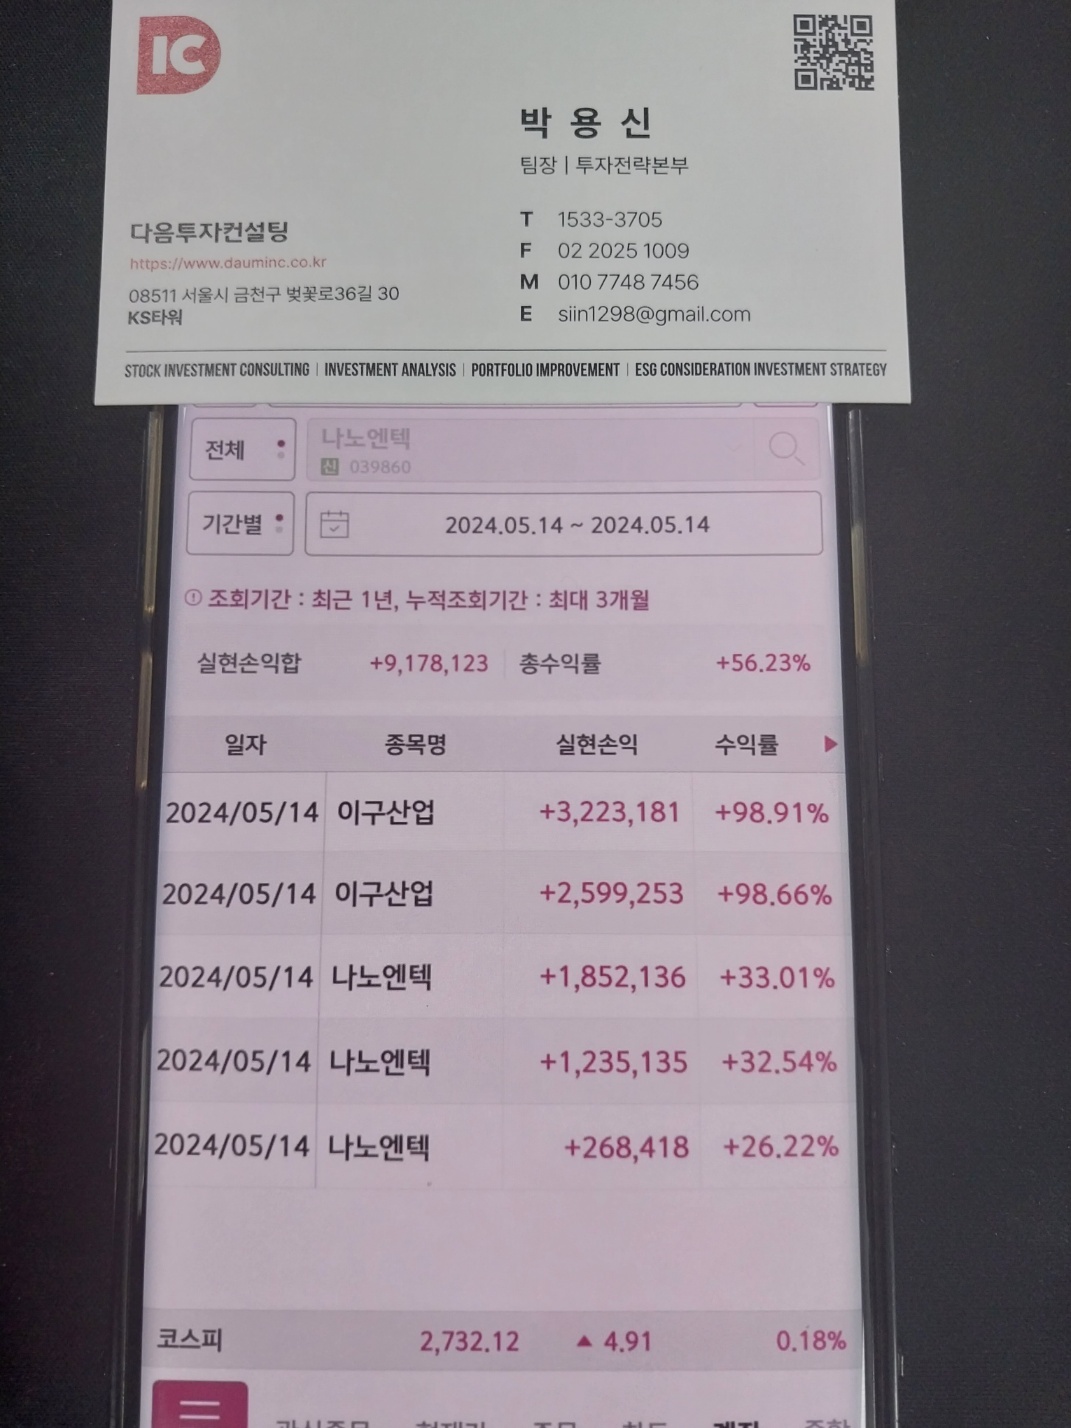 IC
박 용 신
팀장 | 투자전략본부
다음투자컨설팅
https://www.dauminc.co.kr
08511 서울시 금천구 벚꽃로36길 30
KS타워
T 1533-3705
F 02 2025 1009
M 010 7748 7456
E siin1298@gmail.com
STOCK INVESTMENT CONSULTING | INVESTMENT ANALYSIS | PORTFOLIO IMPROVEMENT | ESG CONSIDERATION INVESTMENT STRATEGY
전체 나노엔텍
신 039860
기간별 2024.05.14 ~ 2024.05.14
조회기간 : 최근 1년, 누적조회기간 : 최대 3개월
실현손익합 +9,178,123 총수익률 +56.23%
일자 종목명 실현손익 수익률
2024/05/14 이구산업 +3,223,181 +98.91%
2024/05/14 이구산업 +2,599,253 +98.66%
2024/05/14 나노엔텍 +1,852,136 +33.01%
2024/05/14 나노엔텍 +1,235,135 +32.54%
2024/05/14 나노엔텍 +268,418 +26.22%
코스피 2,732.12 ▲ 4.91 0.18%